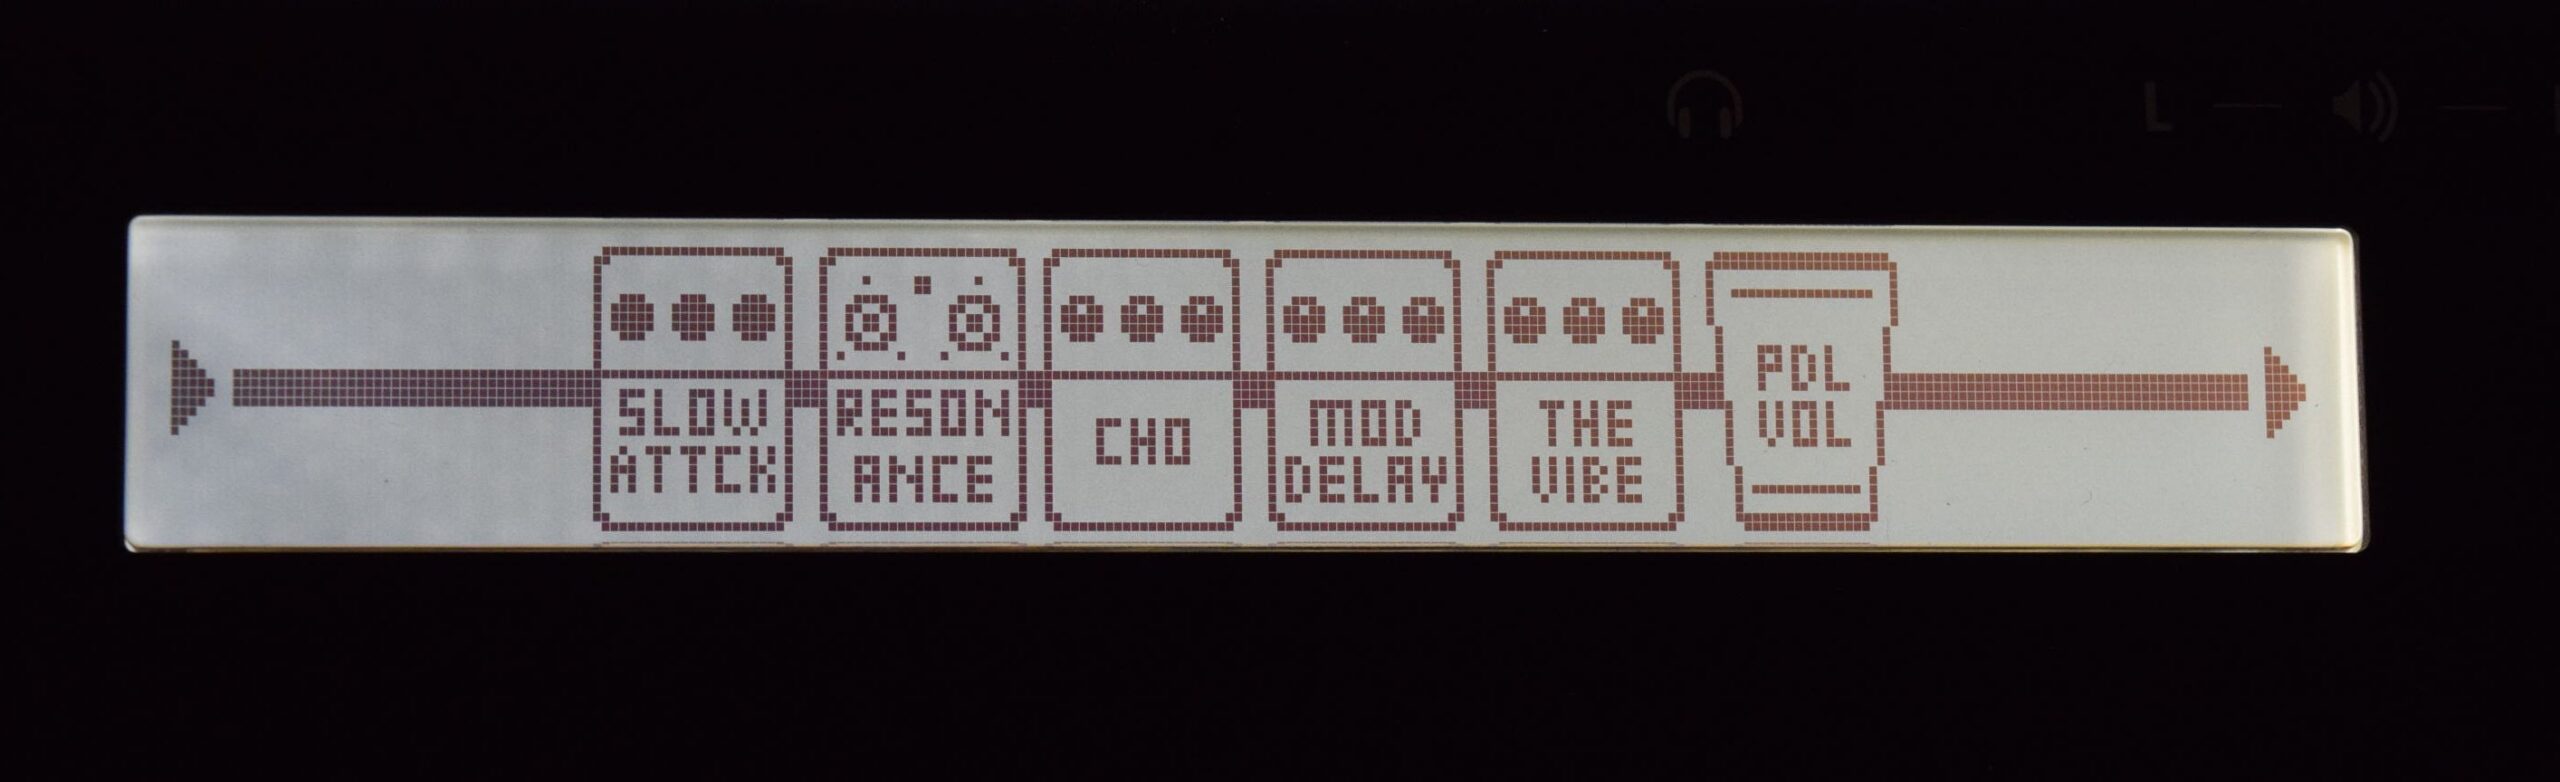 L
SLOW
ATTCK
RESON
ANCE
CHO
MOD
DELAY
THE
VIBE
PDL
VOL